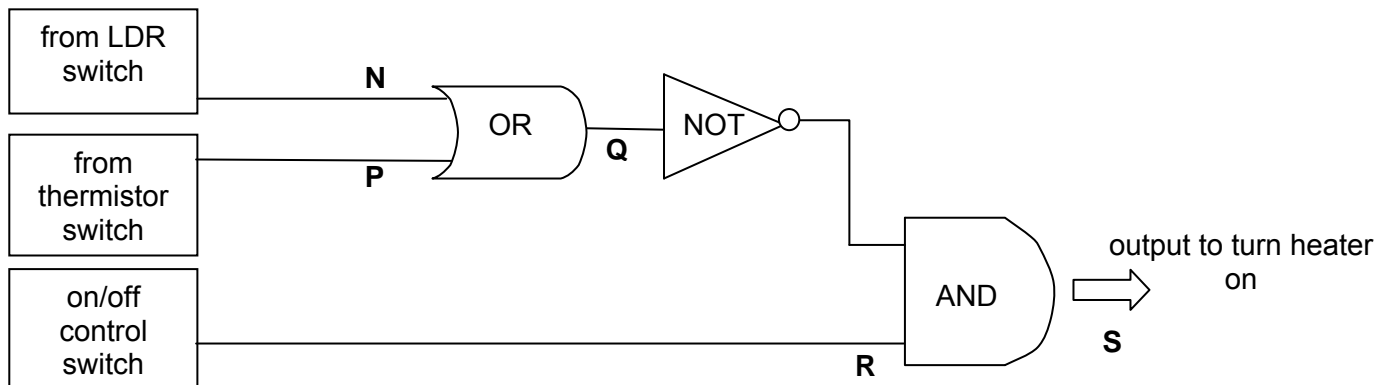 from LDR
switch
N
OR
NOT
Q
from
thermistor
switch
P
output to turn heater
on
AND
S
on/off
control
switch
R